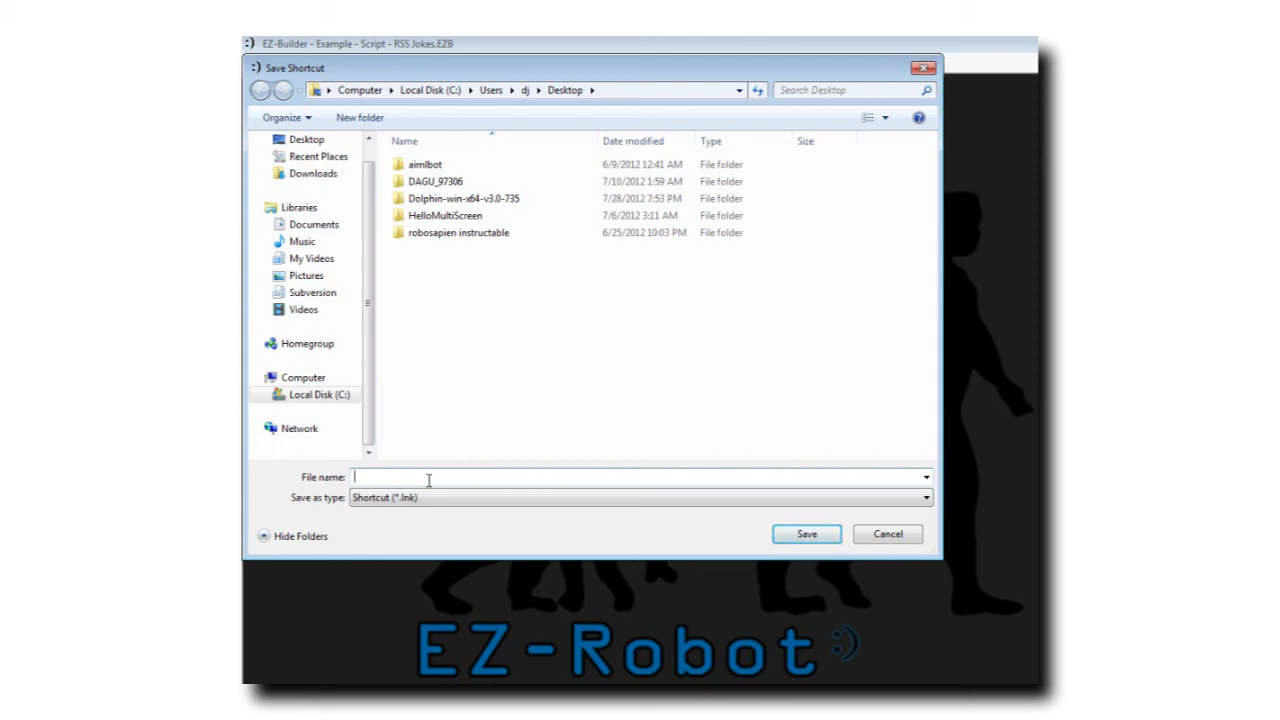 :) EZ-Builder - Example - Script - RSS Jokes.EZB
:) Save Shortcut
Computer Local Disk (C:) Users dj Desktop Search Desktop
Organize New folder
Name Date modified Type Size
Desktop
Recent Places
Downloads
Libraries
Documents
Music
My Videos
Pictures
Subversion
Videos
Homegroup
Computer
Local Disk (C:)
Network
aimlbot 6/9/2012 12:41 AM File folder
DAGU_97306 7/10/2012 1:59 AM File folder
Dolphin-win-x64-v3.0-735 7/28/2012 7:53 PM File folder
HelloMultiScreen 7/6/2012 3:11 AM File folder
robosapien instructable 6/25/2012 10:03 PM File folder
File name:
Save as type: Shortcut (*.lnk)
Hide Folders Save Cancel
EZ-Robot :)